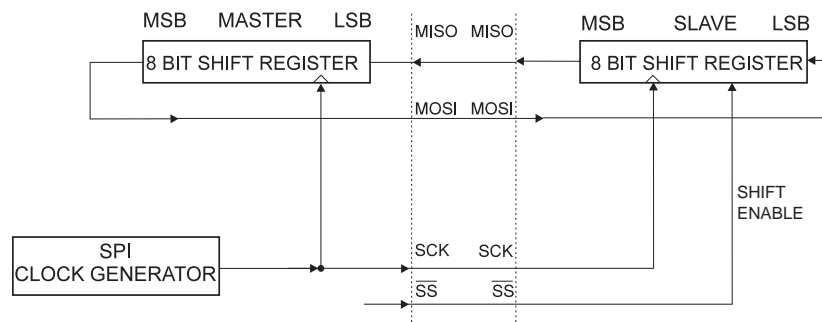 MSB MASTER LSB MISO MISO MSB SLAVE LSB
8 BIT SHIFT REGISTER 8 BIT SHIFT REGISTER
MOSI MOSI
SHIFT
ENABLE
SPI
CLOCK GENERATOR
SCK SCK
SS SS